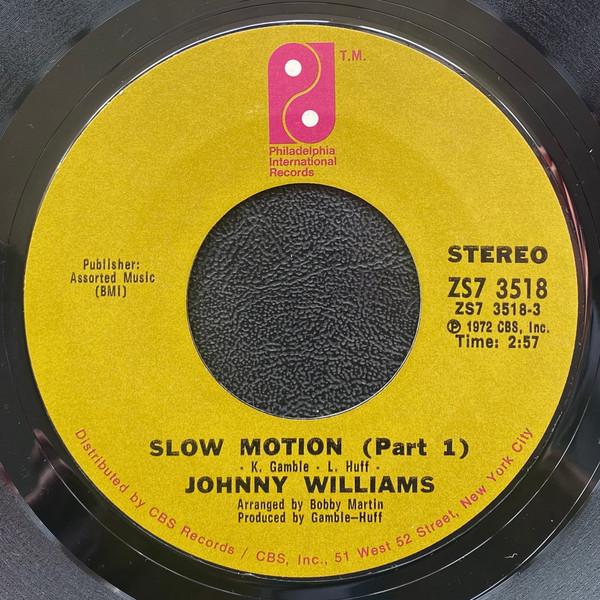 T.M.
Philadelphia
International
Records
Publisher:
Assorted Music
(BMI)
STEREO
ZS7 3518
ZS7 3518-3
℗ 1972 CBS, Inc.
Time: 2:57
SLOW MOTION (Part 1)
- K. Gamble - L. Huff -
JOHNNY WILLIAMS
Arranged by Bobby Martin
Produced by Gamble-Huff
Distributed by CBS Records / CBS, Inc., 51 West 52 Street, New York City